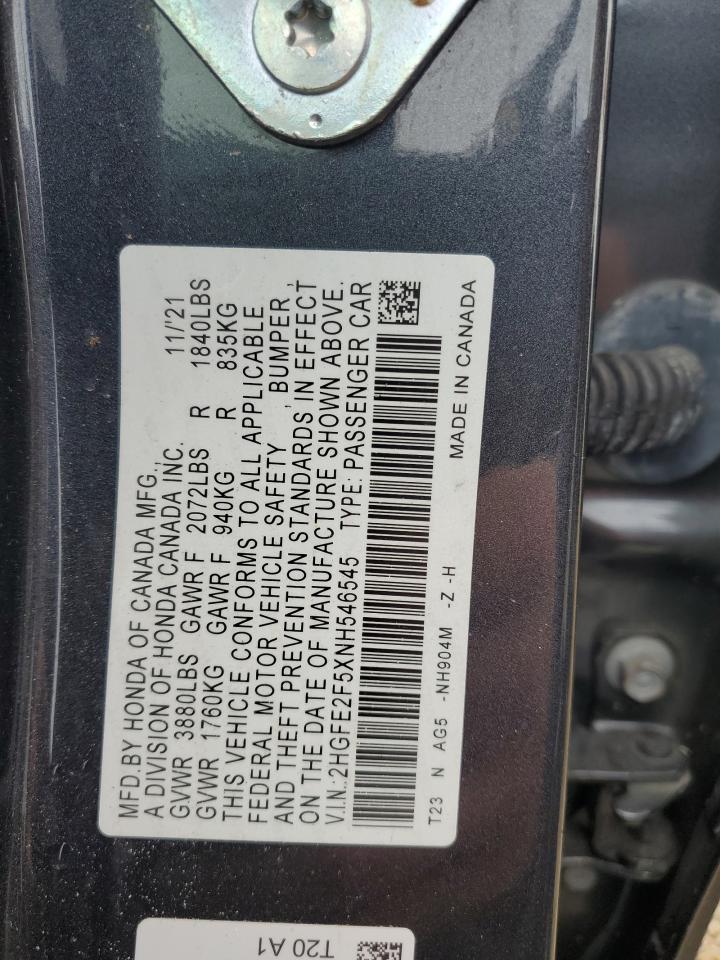 MFD.BY HONDA OF CANADA MFG., 11/'21
A DIVISION OF HONDA CANADA INC.
GVWR 3880LBS GAWR F 2072LBS R 1840LBS
GVWR 1760KG GAWR F 940KG R 835KG
THIS VEHICLE CONFORMS TO ALL APPLICABLE
FEDERAL MOTOR VEHICLE SAFETY , BUMPER ,
AND THEFT PREVENTION STANDARDS IN EFFECT
ON THE DATE OF MANUFACTURE SHOWN ABOVE.
V.I.N.:2HGFE2F5XNH546545 TYPE: PASSENGER CAR
MADE IN CANADA
T23 N AG5 -NH904M -Z -H
T20 A1